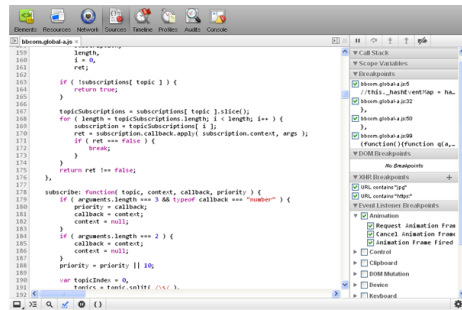 Elements Resources Network Sources Timeline Profiles Audits Console
bbcom.global-a.js ×
160 length,
161 i = 0,
162 ret;
163
164 if ( !subscriptions[ topic ] ) {
165 return true;
166 }
167
168 topicSubscriptions = subscriptions[ topic ].slice();
169 for ( length = topicSubscriptions.length; i < length; i++ ) {
170 subscription = topicSubscriptions[ i ];
171 ret = subscription.callback.apply( subscription.context, args );
172 if ( ret === false ) {
173 break;
174 }
175 }
176 return ret !== false;
177 },
178
179 subscribe: function( topic, context, callback, priority ) {
180 if ( arguments.length === 3 && typeof callback === "number" ) {
181 priority = callback;
182 callback = context;
183 context = null;
184 }
185 if ( arguments.length === 2 ) {
186 callback = context;
187 context = null;
188 }
189 priority = priority || 10;
190
191 var topicIndex = 0,
192 topics = topic.split( /\s/ ),
Call Stack
Scope Variables
Breakpoints
bbcom.global-a.js:5
//this._hashEventMap = ha…
bbcom.global-a.js:32
},
bbcom.global-a.js:50
},
bbcom.global-a.js:99
(function(){function q(a,…
DOM Breakpoints
No Breakpoints
XHR Breakpoints +
URL contains "jpg"
URL contains "https"
Event Listener Breakpoints
Animation
Request Animation Fram
Cancel Animation Frame
Animation Frame Fired
Control
Clipboard
DOM Mutation
Device
Keyboard